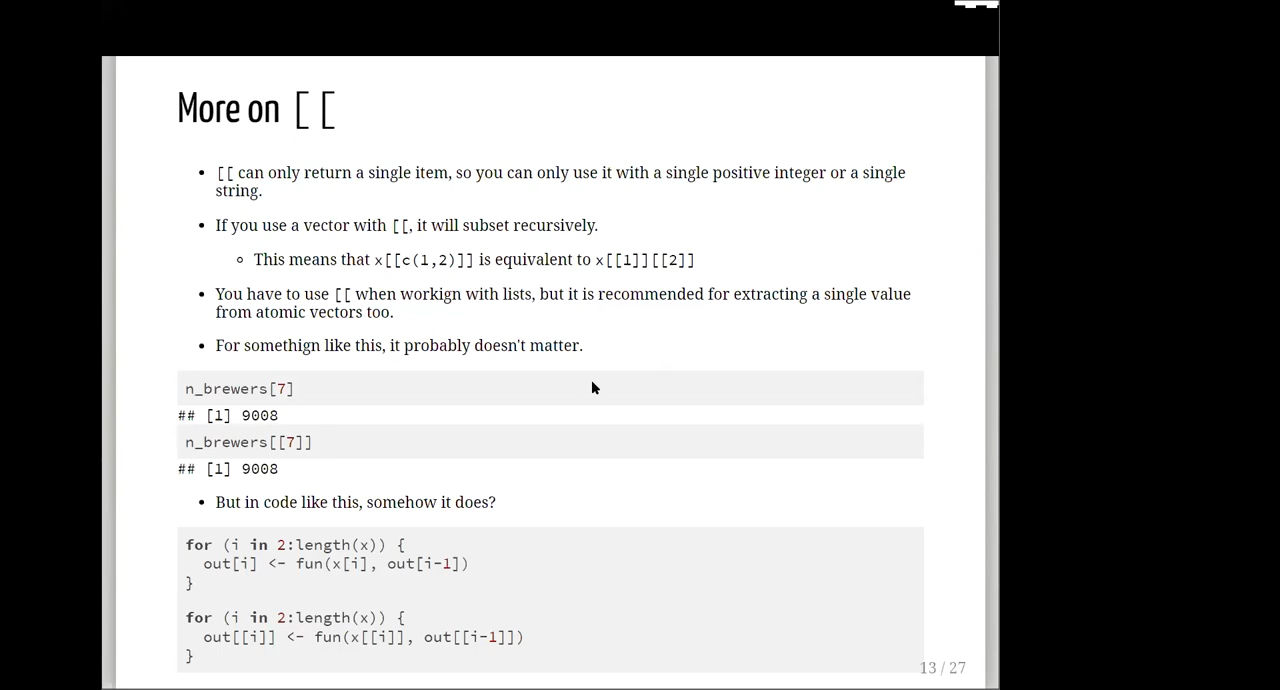 More on [[
• [[ can only return a single item, so you can only use it with a single positive integer or a single
string.
• If you use a vector with [[, it will subset recursively.
◦ This means that x[[c(1,2)]] is equivalent to x[[1]][[2]]
• You have to use [[ when workign with lists, but it is recommended for extracting a single value
from atomic vectors too.
• For somethign like this, it probably doesn't matter.
n_brewers[7]
## [1] 9008
n_brewers[[7]]
## [1] 9008
• But in code like this, somehow it does?
for (i in 2:length(x)) {
  out[i] <- fun(x[i], out[i-1])
}
for (i in 2:length(x)) {
  out[[i]] <- fun(x[[i]], out[[i-1]])
}
13 / 27